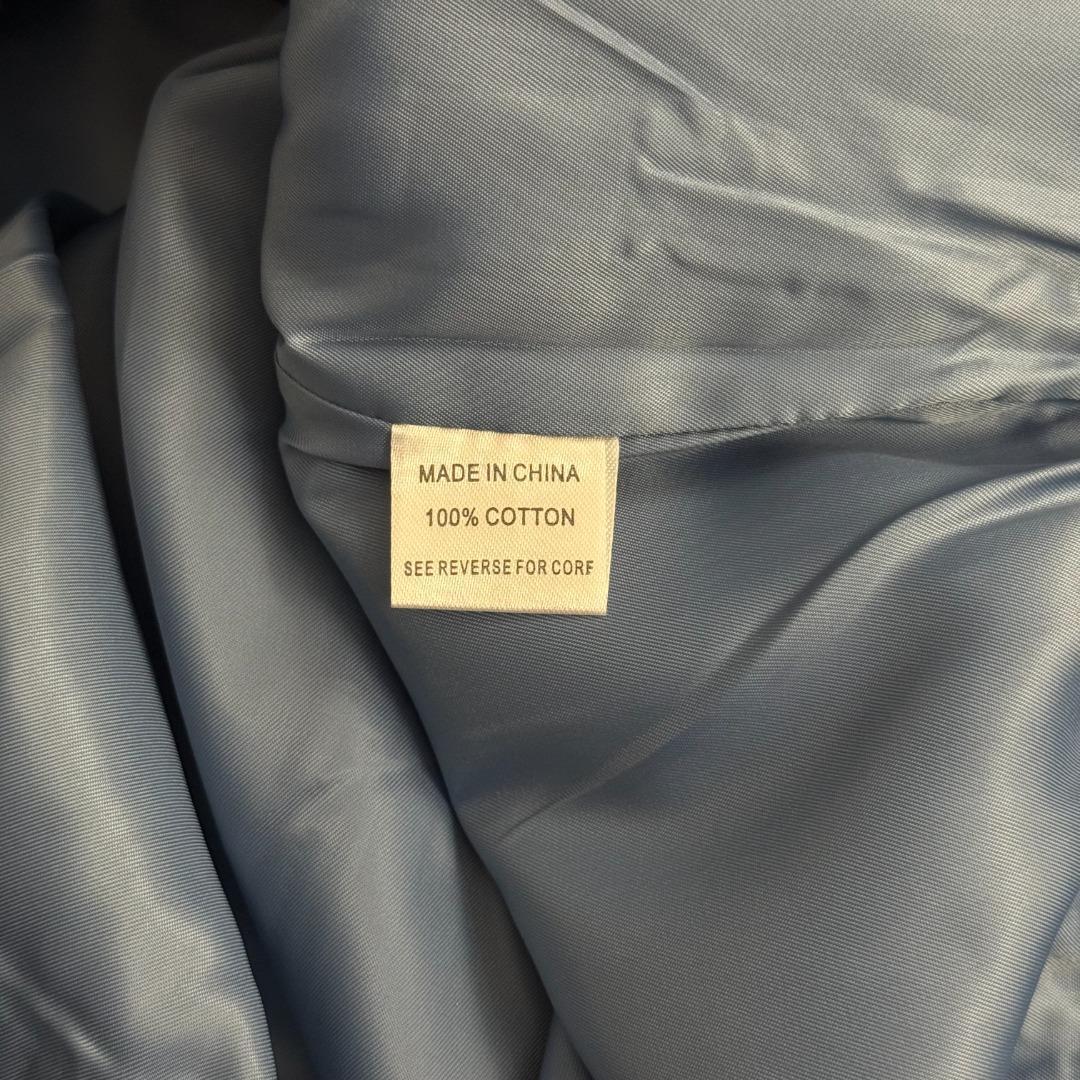 MADE IN CHINA
100% COTTON
SEE REVERSE FOR CORF